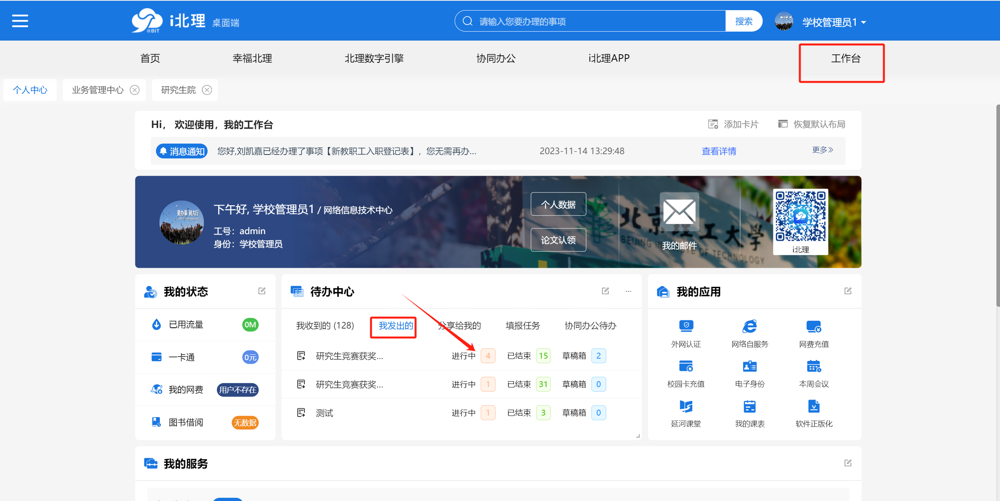 i北理 桌面端
@BIT
请输入您要办理的事项
搜索
学校管理员1
首页
幸福北理
北理数字引擎
协同办公
i北理APP
工作台
个人中心
业务管理中心
研究生院
Hi， 欢迎使用，我的工作台
添加卡片
恢复默认布局
消息通知
您好,刘凯嘉已经办理了事项【新教职工入职登记表】，您无需再办...
2023-11-14 13:29:48
查看详情
更多
要办事 到大厅
下午好, 学校管理员1 / 网络信息技术中心
工号：admin
身份：学校管理员
个人数据
论文认领
北京理工大学
BEIJING INSTITUTE OF TECHNOLOGY
我的邮件
i北理
我的状态
已用流量 0M
一卡通 0元
我的网费 用户不存在
图书借阅 无数据
待办中心
...
我收到的 (128)
我发出的
分享给我的
填报任务
协同办公待办
研究生竞赛获奖... 进行中 4 已结束 15 草稿箱 2
研究生竞赛获奖... 进行中 1 已结束 31 草稿箱 0
测试 进行中 1 已结束 3 草稿箱 0
我的应用
外网认证 网络自服务 网费充值
校园卡充值 电子身份 本周会议
延河课堂 我的课表 软件正版化
我的服务